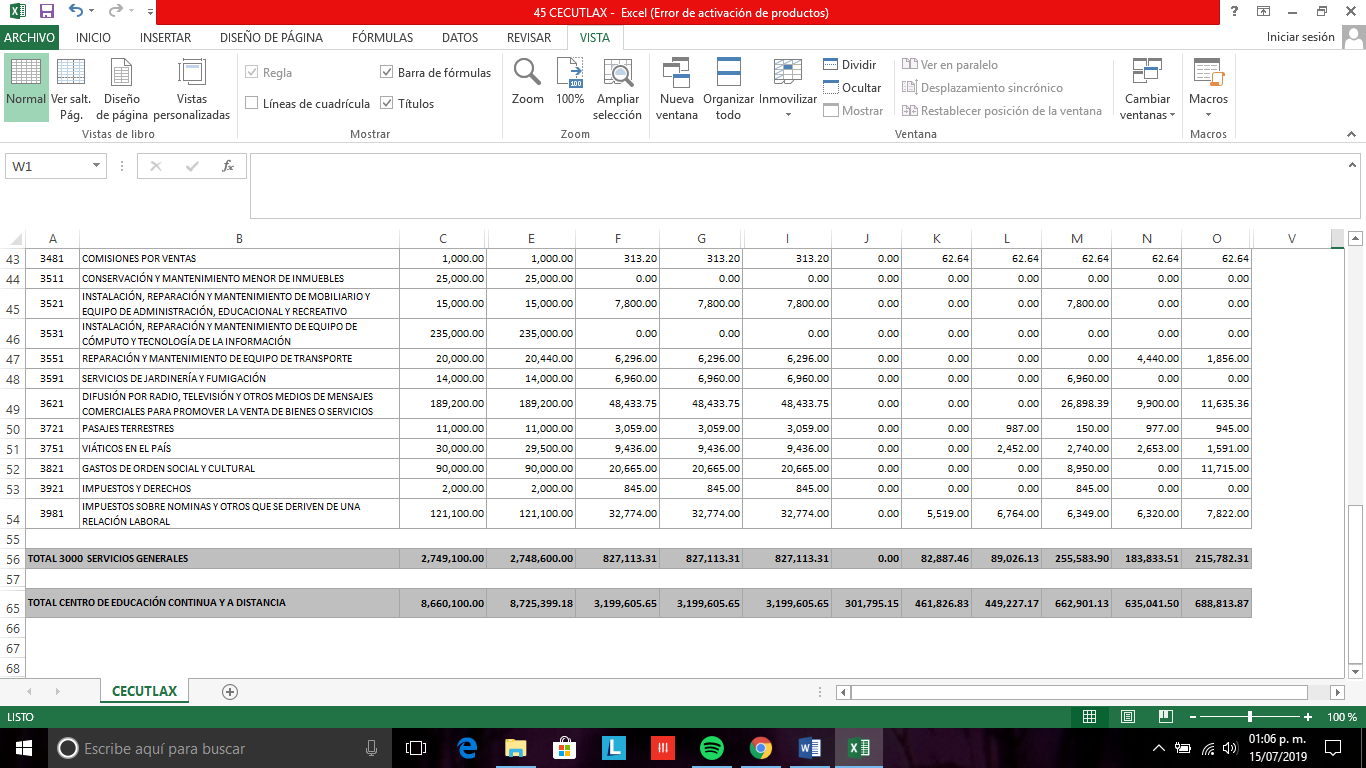 45 CECUTLAX - Excel (Error de activación de productos)
ARCHIVO INICIO INSERTAR DISEÑO DE PÁGINA FÓRMULAS DATOS REVISAR VISTA Iniciar sesión
Normal
Ver salt. Pág.
Diseño de página
Vistas personalizadas
Vistas de libro
Regla
Barra de fórmulas
Líneas de cuadrícula
Títulos
Mostrar
Zoom
100
100%
Ampliar selección
Zoom
Nueva ventana
Organizar todo
Inmovilizar
Dividir
Ocultar
Mostrar
Ver en paralelo
Desplazamiento sincrónico
Restablecer posición de la ventana
Cambiar ventanas
Ventana
Macros
Macros
W1 fx
A B C E F G I J K L M N O V
43 3481 COMISIONES POR VENTAS 1,000.00 1,000.00 313.20 313.20 313.20 0.00 62.64 62.64 62.64 62.64 62.64
44 3511 CONSERVACIÓN Y MANTENIMIENTO MENOR DE INMUEBLES 25,000.00 25,000.00 0.00 0.00 0.00 0.00 0.00 0.00 0.00 0.00 0.00
INSTALACIÓN, REPARACIÓN Y MANTENIMIENTO DE MOBILIARIO Y
45 3521 EQUIPO DE ADMINISTRACIÓN, EDUCACIONAL Y RECREATIVO 15,000.00 15,000.00 7,800.00 7,800.00 7,800.00 0.00 0.00 0.00 7,800.00 0.00 0.00
INSTALACIÓN, REPARACIÓN Y MANTENIMIENTO DE EQUIPO DE
46 3531 CÓMPUTO Y TECNOLOGÍA DE LA INFORMACIÓN 235,000.00 235,000.00 0.00 0.00 0.00 0.00 0.00 0.00 0.00 0.00 0.00
47 3551 REPARACIÓN Y MANTENIMIENTO DE EQUIPO DE TRANSPORTE 20,000.00 20,440.00 6,296.00 6,296.00 6,296.00 0.00 0.00 0.00 0.00 4,440.00 1,856.00
48 3591 SERVICIOS DE JARDINERÍA Y FUMIGACIÓN 14,000.00 14,000.00 6,960.00 6,960.00 6,960.00 0.00 0.00 0.00 6,960.00 0.00 0.00
DIFUSIÓN POR RADIO, TELEVISIÓN Y OTROS MEDIOS DE MENSAJES
49 3621 COMERCIALES PARA PROMOVER LA VENTA DE BIENES O SERVICIOS 189,200.00 189,200.00 48,433.75 48,433.75 48,433.75 0.00 0.00 0.00 26,898.39 9,900.00 11,635.36
50 3721 PASAJES TERRESTRES 11,000.00 11,000.00 3,059.00 3,059.00 3,059.00 0.00 0.00 987.00 150.00 977.00 945.00
51 3751 VIÁTICOS EN EL PAÍS 30,000.00 29,500.00 9,436.00 9,436.00 9,436.00 0.00 0.00 2,452.00 2,740.00 2,653.00 1,591.00
52 3821 GASTOS DE ORDEN SOCIAL Y CULTURAL 90,000.00 90,000.00 20,665.00 20,665.00 20,665.00 0.00 0.00 0.00 8,950.00 0.00 11,715.00
53 3921 IMPUESTOS Y DERECHOS 2,000.00 2,000.00 845.00 845.00 845.00 0.00 0.00 0.00 845.00 0.00 0.00
IMPUESTOS SOBRE NOMINAS Y OTROS QUE SE DERIVEN DE UNA
54 3981 RELACIÓN LABORAL 121,100.00 121,100.00 32,774.00 32,774.00 32,774.00 0.00 5,519.00 6,764.00 6,349.00 6,320.00 7,822.00
55
56 TOTAL 3000 SERVICIOS GENERALES 2,749,100.00 2,748,600.00 827,113.31 827,113.31 827,113.31 0.00 82,887.46 89,026.13 255,583.90 183,833.51 215,782.31
57
65 TOTAL CENTRO DE EDUCACIÓN CONTINUA Y A DISTANCIA 8,660,100.00 8,725,399.18 3,199,605.65 3,199,605.65 3,199,605.65 301,795.15 461,826.83 449,227.17 662,901.13 635,041.50 688,813.87
66
67
68
CECUTLAX
LISTO 100 %
Escribe aquí para buscar
01:06 p. m.
15/07/2019